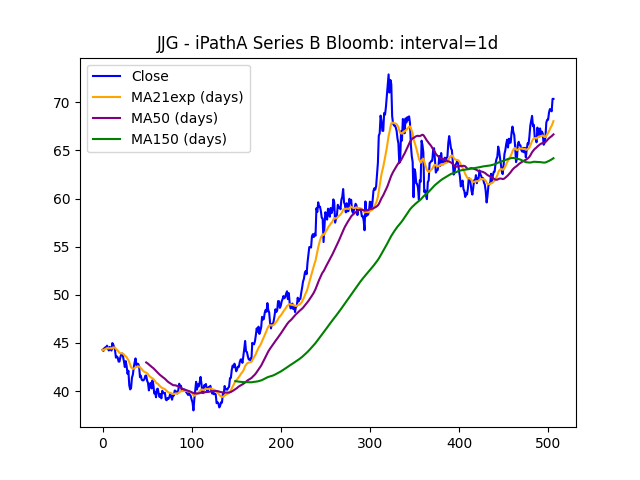 JJG - iPathA Series B Bloomb: interval=1d
Close
MA21exp (days)
MA50 (days)
MA150 (days)
70
65
60
55
50
45
40
0 100 200 300 400 500